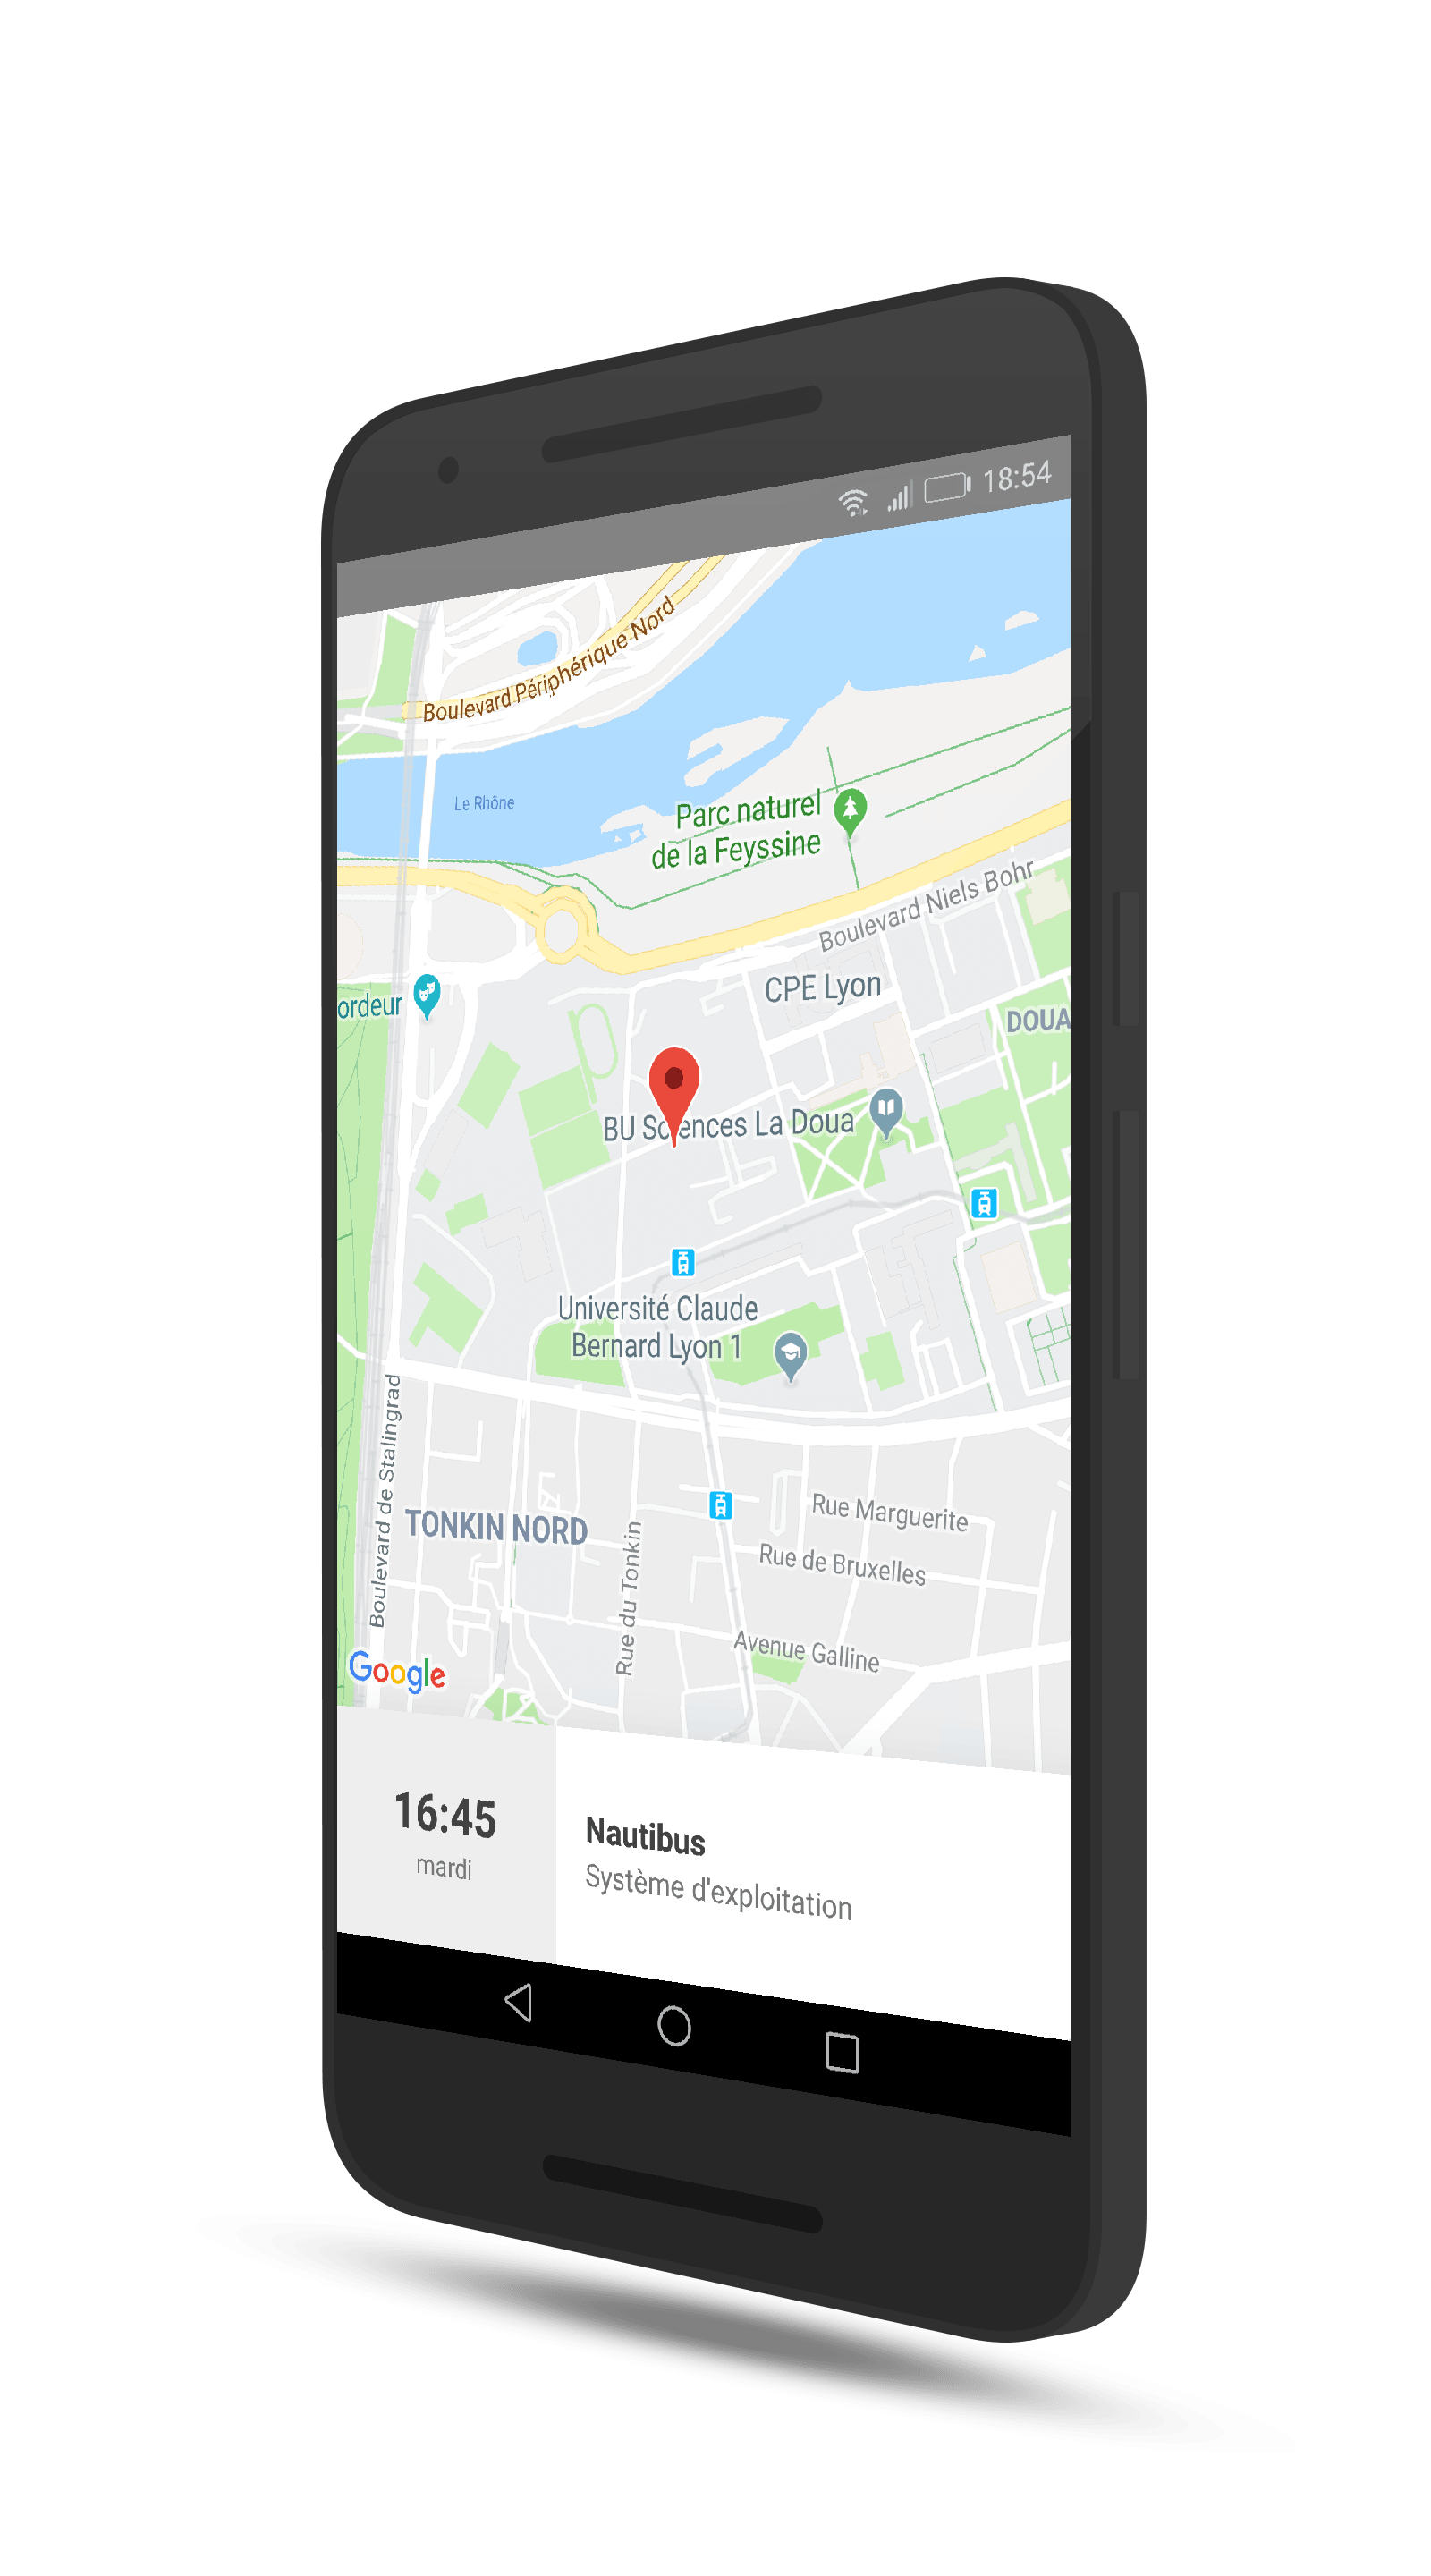 18:54
Boulevard Périphérique Nord
Le Rhône
Parc naturel
de la Feyssine
Boulevard Niels Bohr
CPE Lyon
ordeur
DOUA
BU Sciences La Doua
Université Claude
Bernard Lyon 1
Boulevard de Stalingrad
TONKIN NORD
Rue du Tonkin
Rue Marguerite
Rue de Bruxelles
Avenue Galline
Google
16:45
mardi
Nautibus
Système d'exploitation